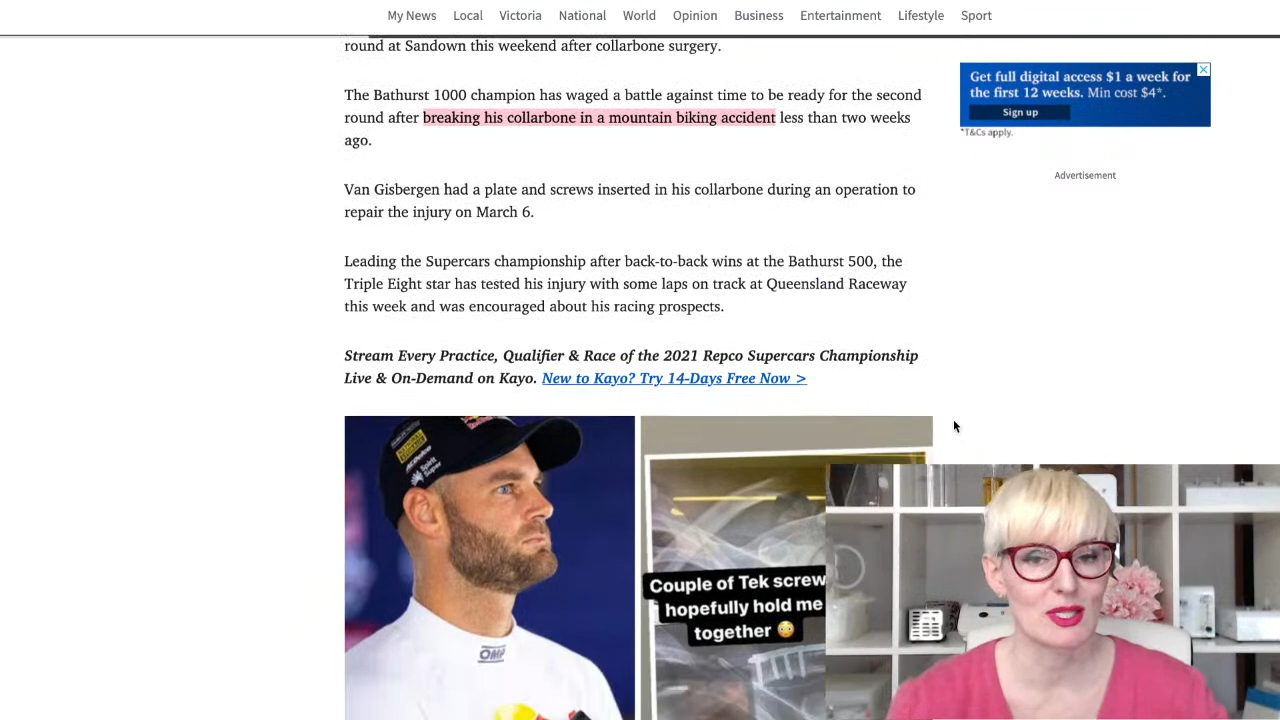 My News Local Victoria National World Opinion Business Entertainment Lifestyle Sport
round at Sandown this weekend after collarbone surgery.
The Bathurst 1000 champion has waged a battle against time to be ready for the second
round after breaking his collarbone in a mountain biking accident less than two weeks
ago.
Van Gisbergen had a plate and screws inserted in his collarbone during an operation to
repair the injury on March 6.
Leading the Supercars championship after back-to-back wins at the Bathurst 500, the
Triple Eight star has tested his injury with some laps on track at Queensland Raceway
this week and was encouraged about his racing prospects.
Stream Every Practice, Qualifier & Race of the 2021 Repco Supercars Championship
Live & On-Demand on Kayo. New to Kayo? Try 14-Days Free Now >
Get full digital access $1 a week for
the first 12 weeks. Min cost $4*.
Sign up
*T&Cs apply.
Advertisement
Spirit
Super
OMP
Couple of Tek screw
hopefully hold me
together 😳